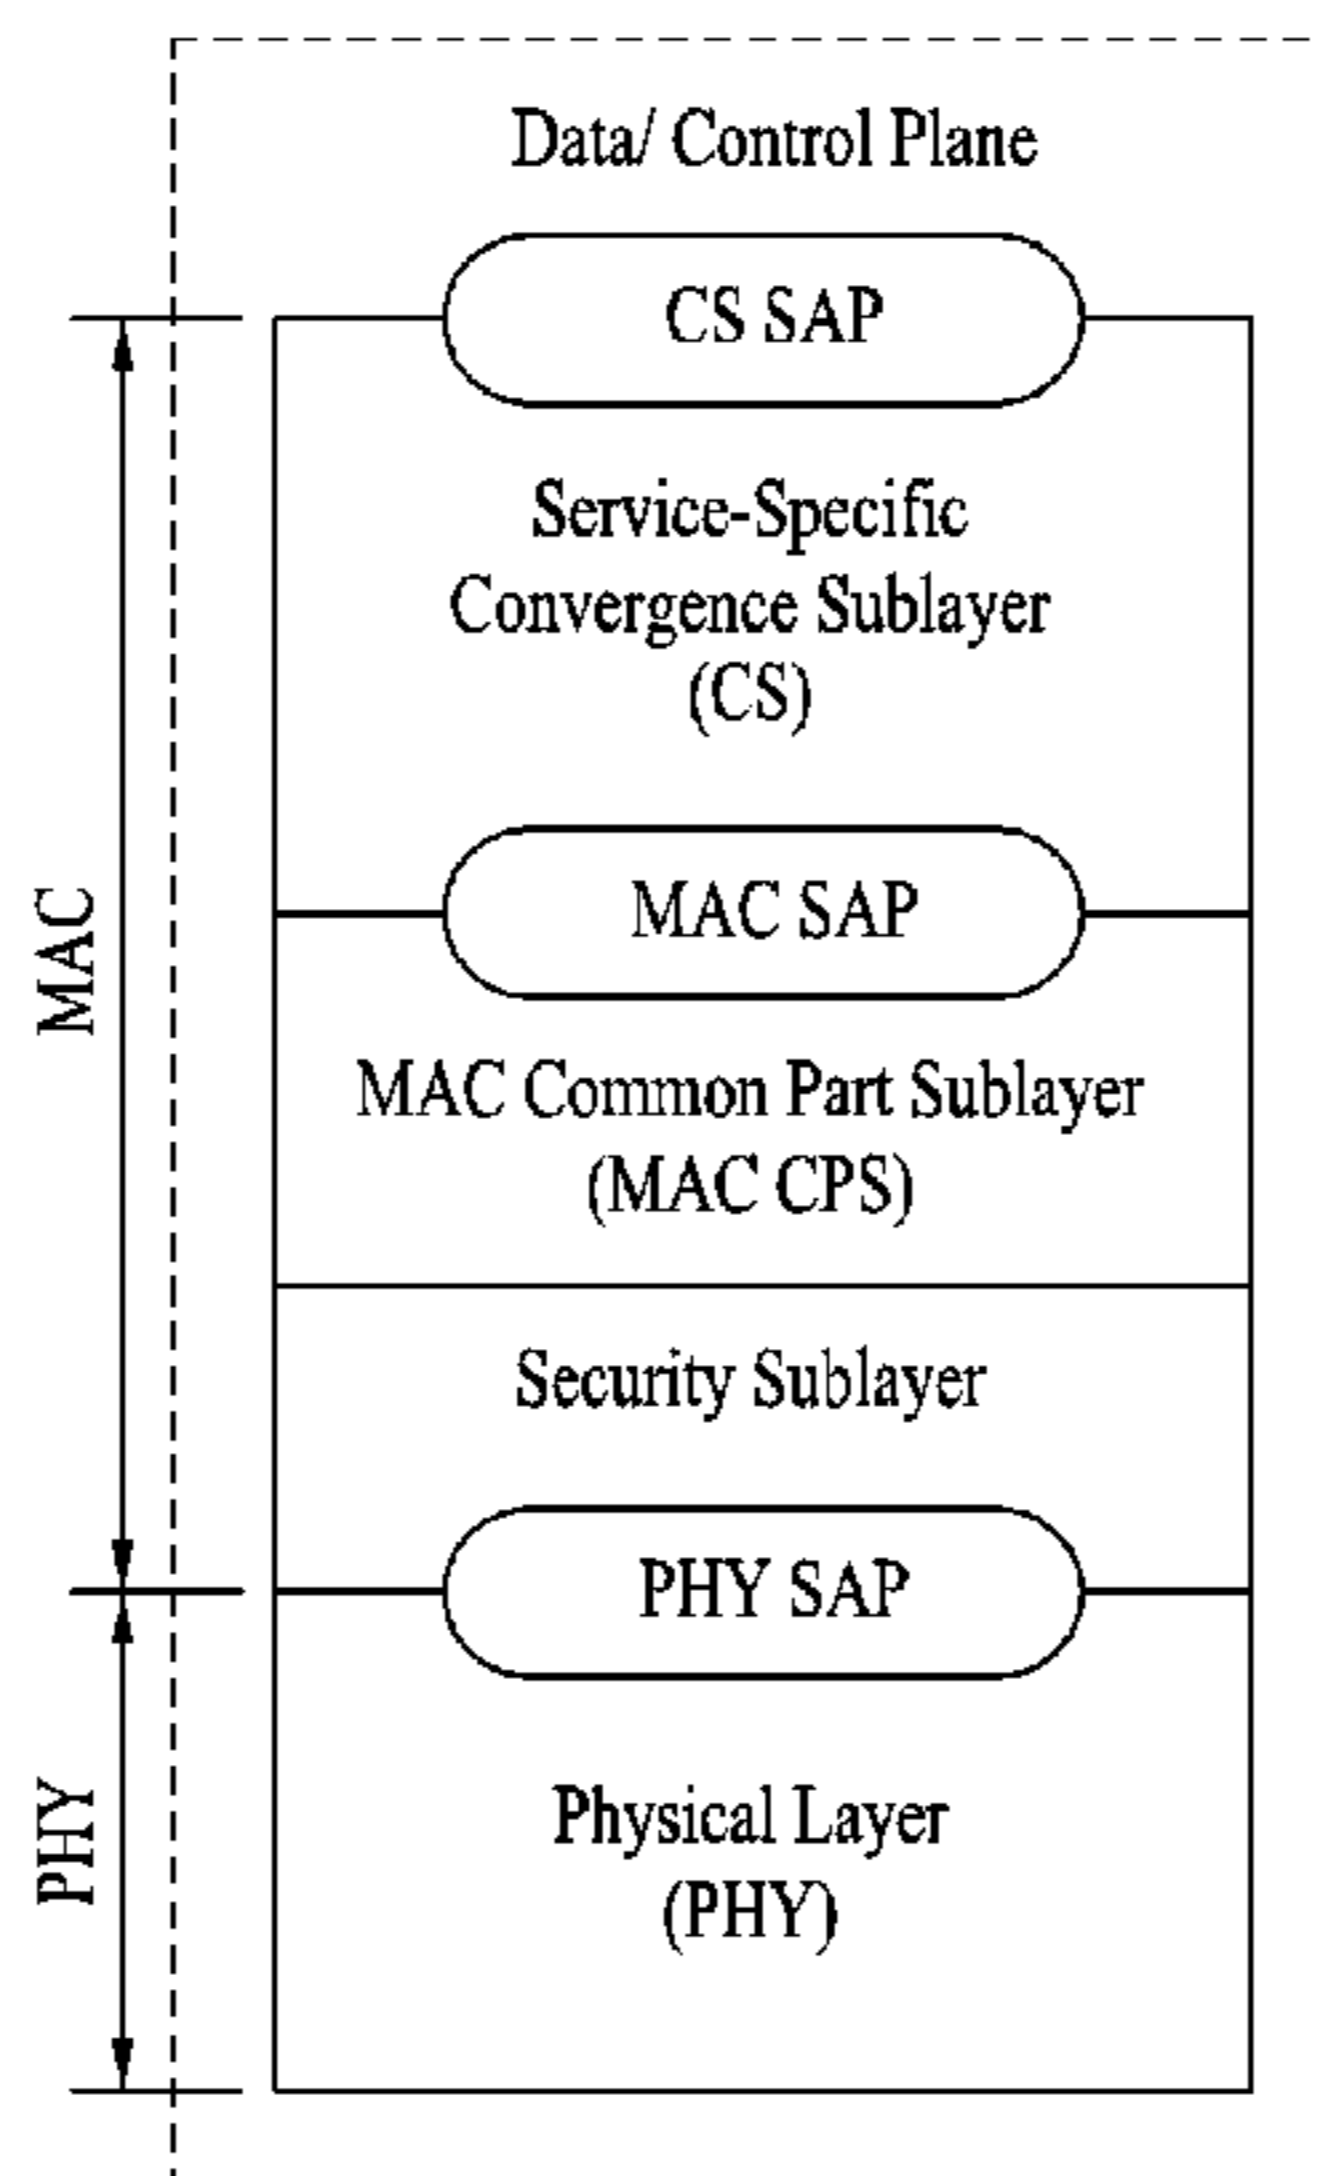 Data/ Control Plane
CS SAP
Service-Specific
Convergence Sublayer
(CS)
MAC SAP
MAC
MAC Common Part Sublayer
(MAC CPS)
Security Sublayer
PHY SAP
Physical Layer
(PHY)
PHY